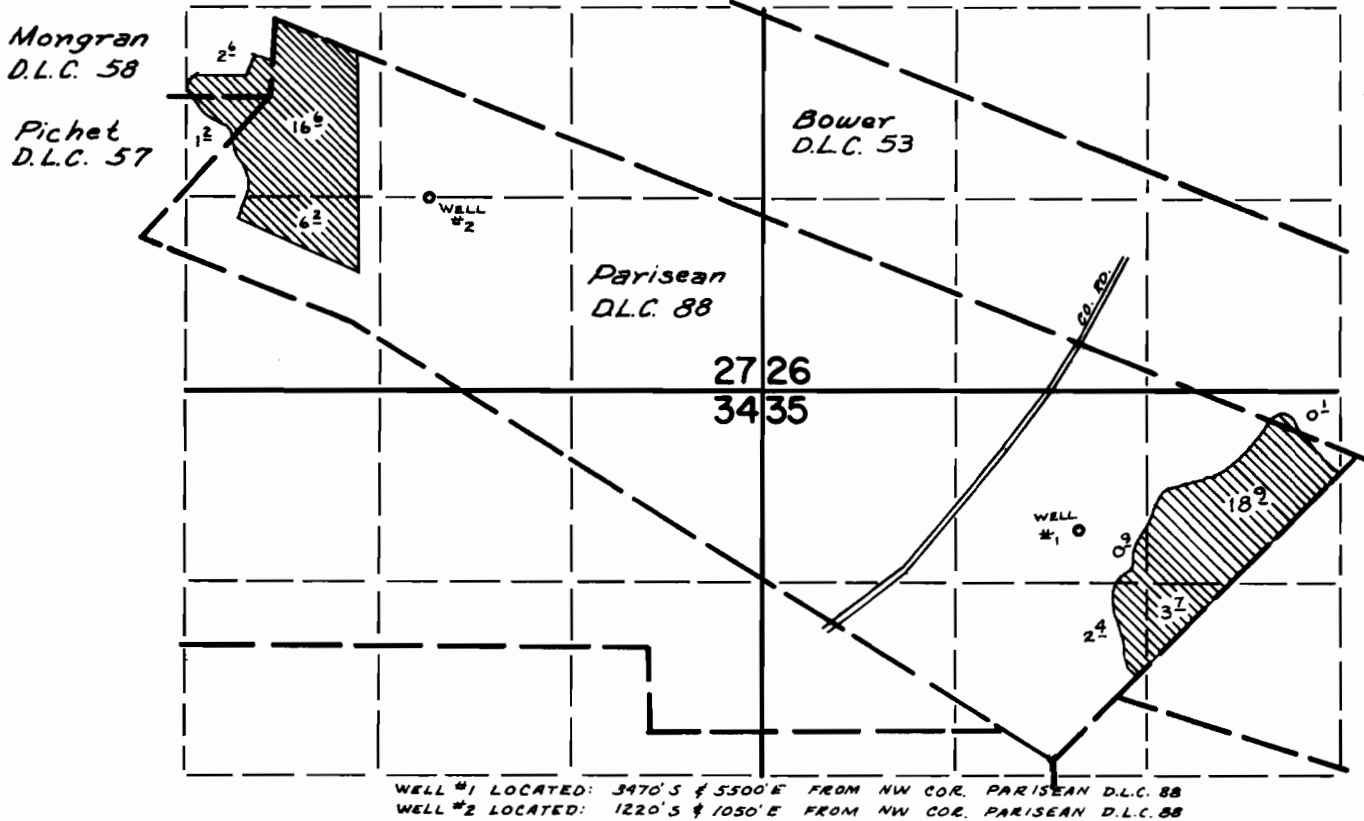 Mongran
D.L.C. 58
2 6
Pichet
D.L.C. 57
1 2
16 6
6 2
WELL
#2
Bower
D.L.C. 53
Parisean
D.L.C. 88
CO. RD.
27 26
34 35
0 1
18 9
WELL
#1
0 9
3 7
2 4
WELL #1 LOCATED: 3470' S & 5500' E FROM NW COR. PARISEAN D.L.C. 88
WELL #2 LOCATED: 1220' S & 1050' E FROM NW COR. PARISEAN D.L.C. 88